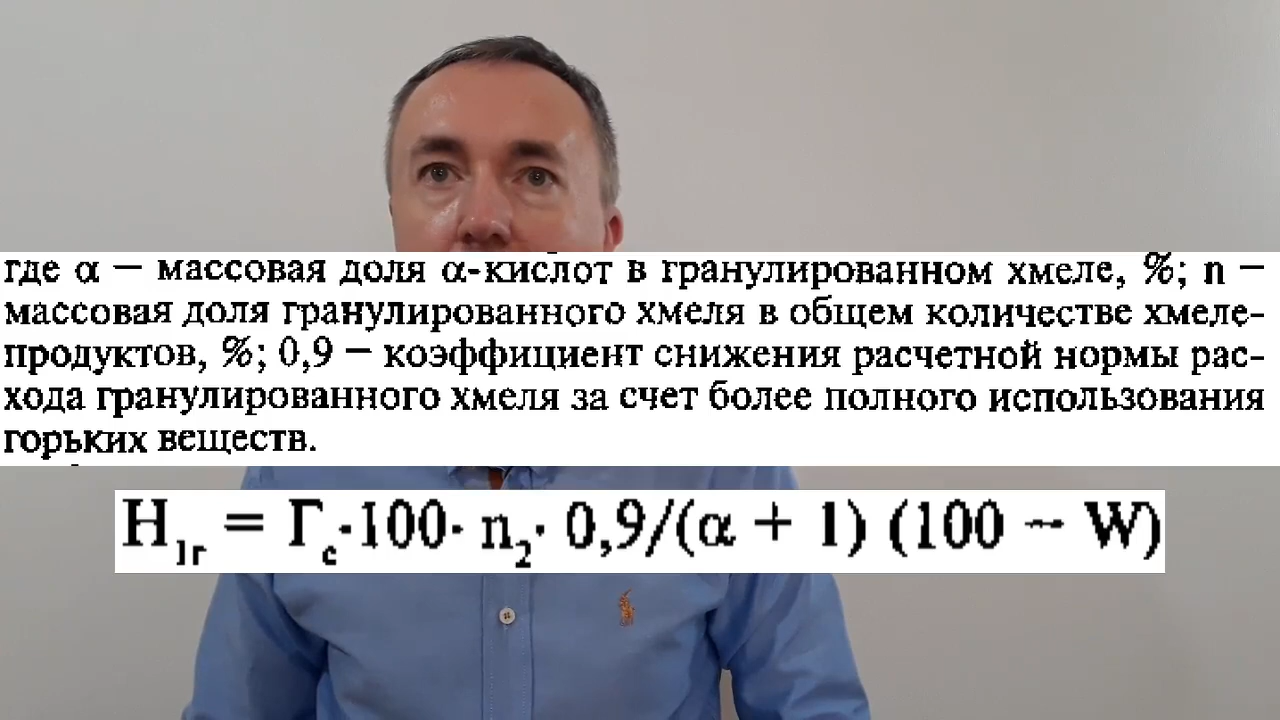 где α — массовая доля α-кислот в гранулированном хмеле, %; n —
массовая доля гранулированного хмеля в общем количестве хмеле-
продуктов, %; 0,9 — коэффициент снижения расчетной нормы рас-
хода гранулированного хмеля за счет более полного использования
горьких веществ.
H₁г = Гс·100· n₂· 0,9/(α + 1) (100 − W)